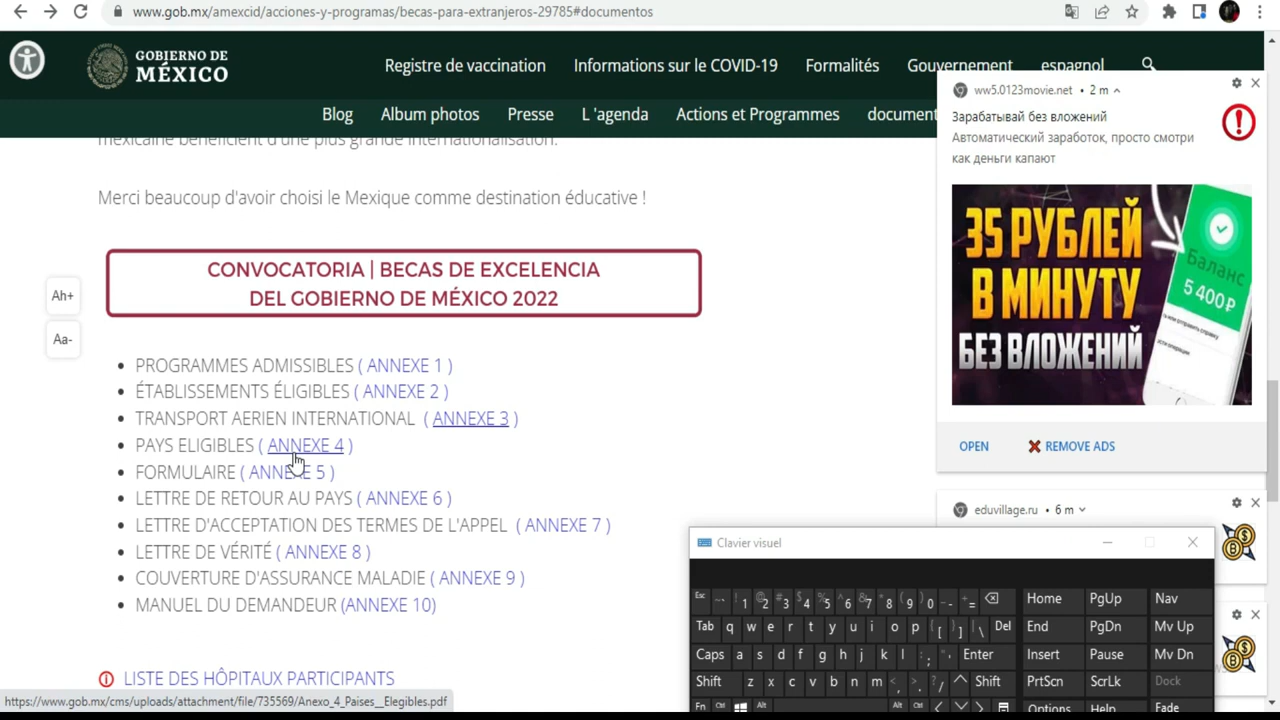 www.gob.mx/amexcid/acciones-y-programas/becas-para-extranjeros-29785#documentos
GOBIERNO DE
MÉXICO
Registre de vaccination
Informations sur le COVID-19
Formalités
Gouvernement
espagnol
Blog
Album photos
Presse
L 'agenda
Actions et Programmes
document
mexicaine bénéficient d'une plus grande internationalisation.
Merci beaucoup d'avoir choisi le Mexique comme destination éducative !
CONVOCATORIA | BECAS DE EXCELENCIA
DEL GOBIERNO DE MÉXICO 2022
Ah+
Aa-
• PROGRAMMES ADMISSIBLES ( ANNEXE 1 )
• ÉTABLISSEMENTS ÉLIGIBLES ( ANNEXE 2 )
• TRANSPORT AERIEN INTERNATIONAL ( ANNEXE 3 )
• PAYS ELIGIBLES ( ANNEXE 4 )
• FORMULAIRE ( ANNEXE 5 )
• LETTRE DE RETOUR AU PAYS ( ANNEXE 6 )
• LETTRE D'ACCEPTATION DES TERMES DE L'APPEL ( ANNEXE 7 )
• LETTRE DE VÉRITÉ ( ANNEXE 8 )
• COUVERTURE D'ASSURANCE MALADIE ( ANNEXE 9 )
• MANUEL DU DEMANDEUR (ANNEXE 10)
LISTE DES HÔPITAUX PARTICIPANTS
https://www.gob.mx/cms/uploads/attachment/file/735569/Anexo_4_Paises__Elegibles.pdf
ww5.0123movie.net • 2 m
Зарабатывай без вложений
Автоматический заработок, просто смотри
как деньги капают
35 РУБЛЕЙ
В МИНУТУ
БЕЗ ВЛОЖЕНИЙ
Баланс
5 400 ₽
OPEN
REMOVE ADS
eduvillage.ru • 6 m
Clavier visuel
Esc ~ ` ! 1 @ 2 # 3 $ 4 % 5 ^ 6 & 7 * 8 ( 9 ) 0 _ - + = Home PgUp Nav
Tab q w e r t y u i o p { [ } ] | \ Del End PgDn Mv Up
Caps a s d f g h j k l : ; " ' Enter Insert Pause Mv Dn
Shift z x c v b n m < , > . ? / Shift PrtScn ScrLk Dock
Fn Ctrl Alt Alt Ctrl Options Help Fade